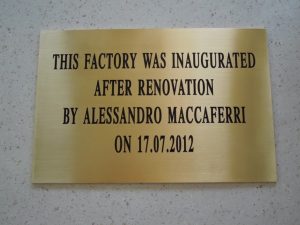 THIS FACTORY WAS INAUGURATED
AFTER RENOVATION
BY ALESSANDRO MACCAFERRI
ON 17.07.2012